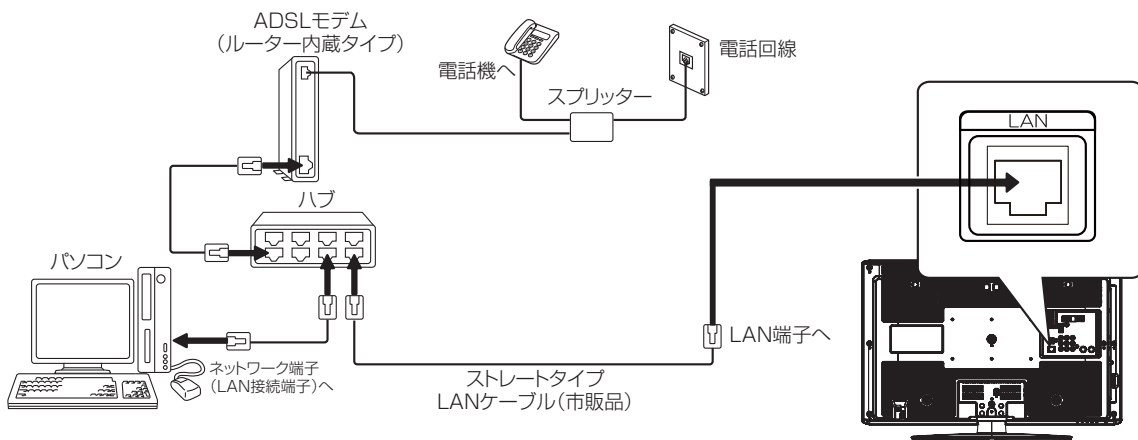 ADSLモデム
（ルーター内蔵タイプ）
電話機へ
電話回線
スプリッター
LAN
ハブ
パソコン
LAN端子へ
ネットワーク端子
（LAN接続端子）へ
ストレートタイプ
LANケーブル（市販品）